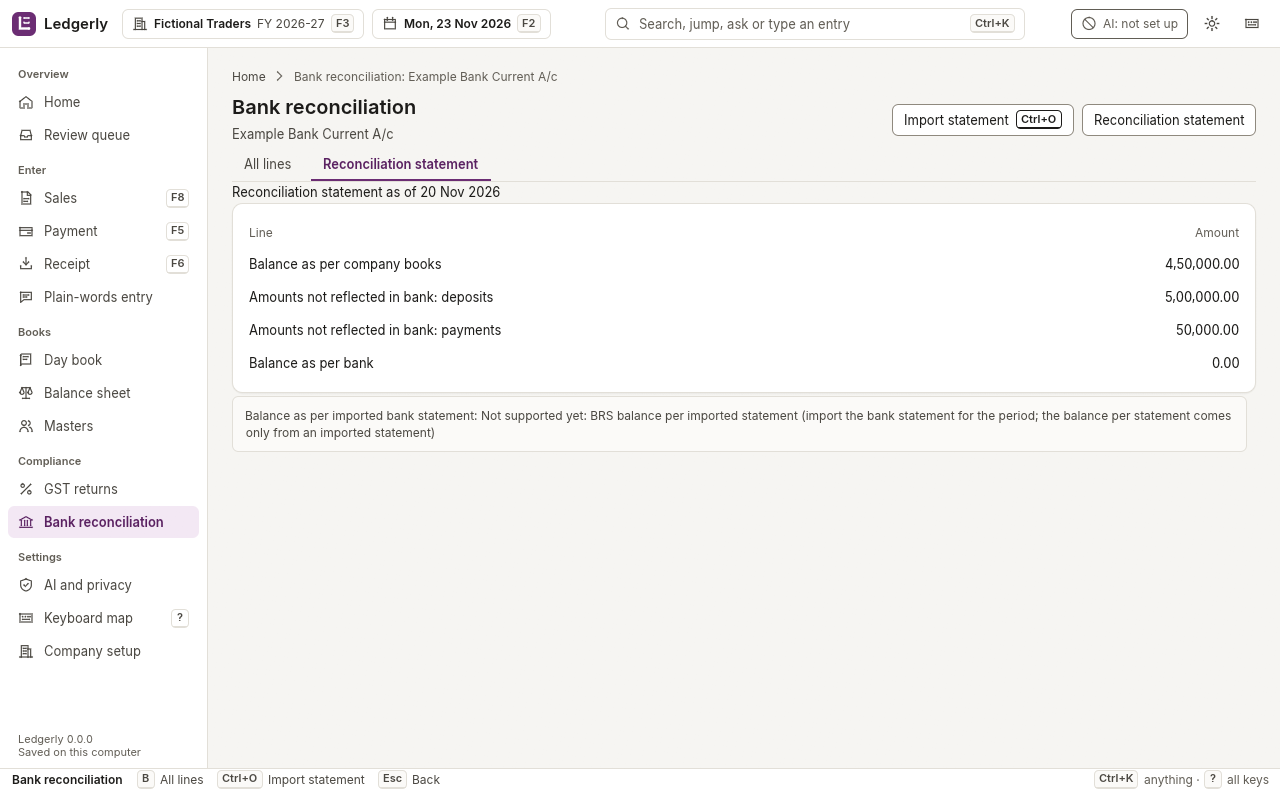 Ledgerly
Fictional Traders FY 2026-27 F3
Mon, 23 Nov 2026 F2
Search, jump, ask or type an entry Ctrl+K
AI: not set up
Overview
Home
Review queue
Enter
Sales F8
Payment F5
Receipt F6
Plain-words entry
Books
Day book
Balance sheet
Masters
Compliance
GST returns
Bank reconciliation
Settings
AI and privacy
Keyboard map ?
Company setup
Ledgerly 0.0.0
Saved on this computer
Home > Bank reconciliation: Example Bank Current A/c
Bank reconciliation
Example Bank Current A/c
Import statement Ctrl+O
Reconciliation statement
All lines Reconciliation statement
Reconciliation statement as of 20 Nov 2026
Line Amount
Balance as per company books 4,50,000.00
Amounts not reflected in bank: deposits 5,00,000.00
Amounts not reflected in bank: payments 50,000.00
Balance as per bank 0.00
Balance as per imported bank statement: Not supported yet: BRS balance per imported statement (import the bank statement for the period; the balance per statement comes
only from an imported statement)
Bank reconciliation B All lines Ctrl+O Import statement Esc Back
Ctrl+K anything · ? all keys